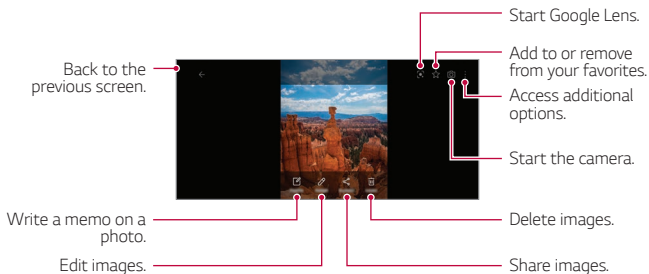 Start Google Lens.
Add to or remove
from your favorites.
Back to the
previous screen.
Access additional
options.
Start the camera.
Write a memo on a
photo.
Delete images.
Edit images.
Share images.